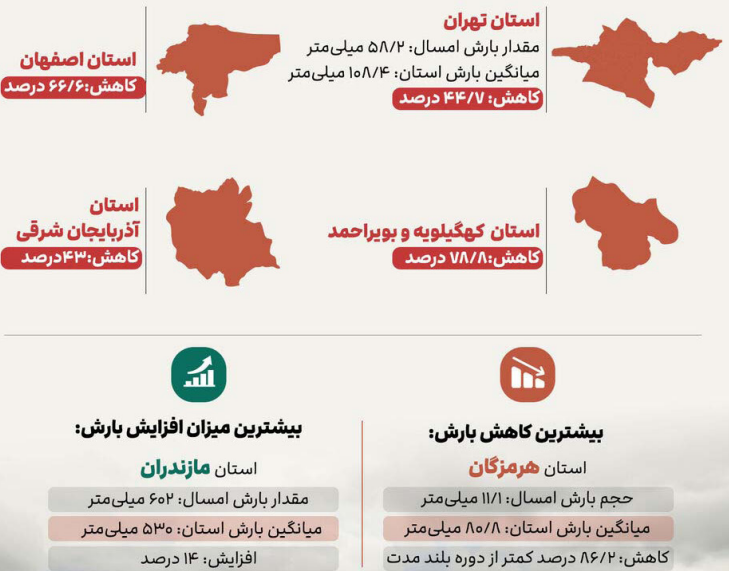 استان تهران
مقدار بارش امسال: ۵۸/۲ میلی‌متر
میانگین بارش استان: ۱۰۸/۴ میلی‌متر
کاهش: ۴۴/۷ درصد
استان اصفهان
کاهش:۶۶/۶ درصد
استان کهگیلویه و بویراحمد
کاهش:۷۸/۸ درصد
استان
آذربایجان شرقی
کاهش:۴۳درصد
بیشترین کاهش بارش:
استان هرمزگان
حجم بارش امسال: ۱۱/۱ میلی‌متر
میانگین بارش استان: ۸۰/۸ میلی‌متر
کاهش: ۸۶/۲ درصد کمتر از دوره بلند مدت
بیشترین میزان افزایش بارش:
استان مازندران
مقدار بارش امسال: ۶۰۲ میلی‌متر
میانگین بارش استان: ۵۳۰ میلی‌متر
افزایش: ۱۴ درصد